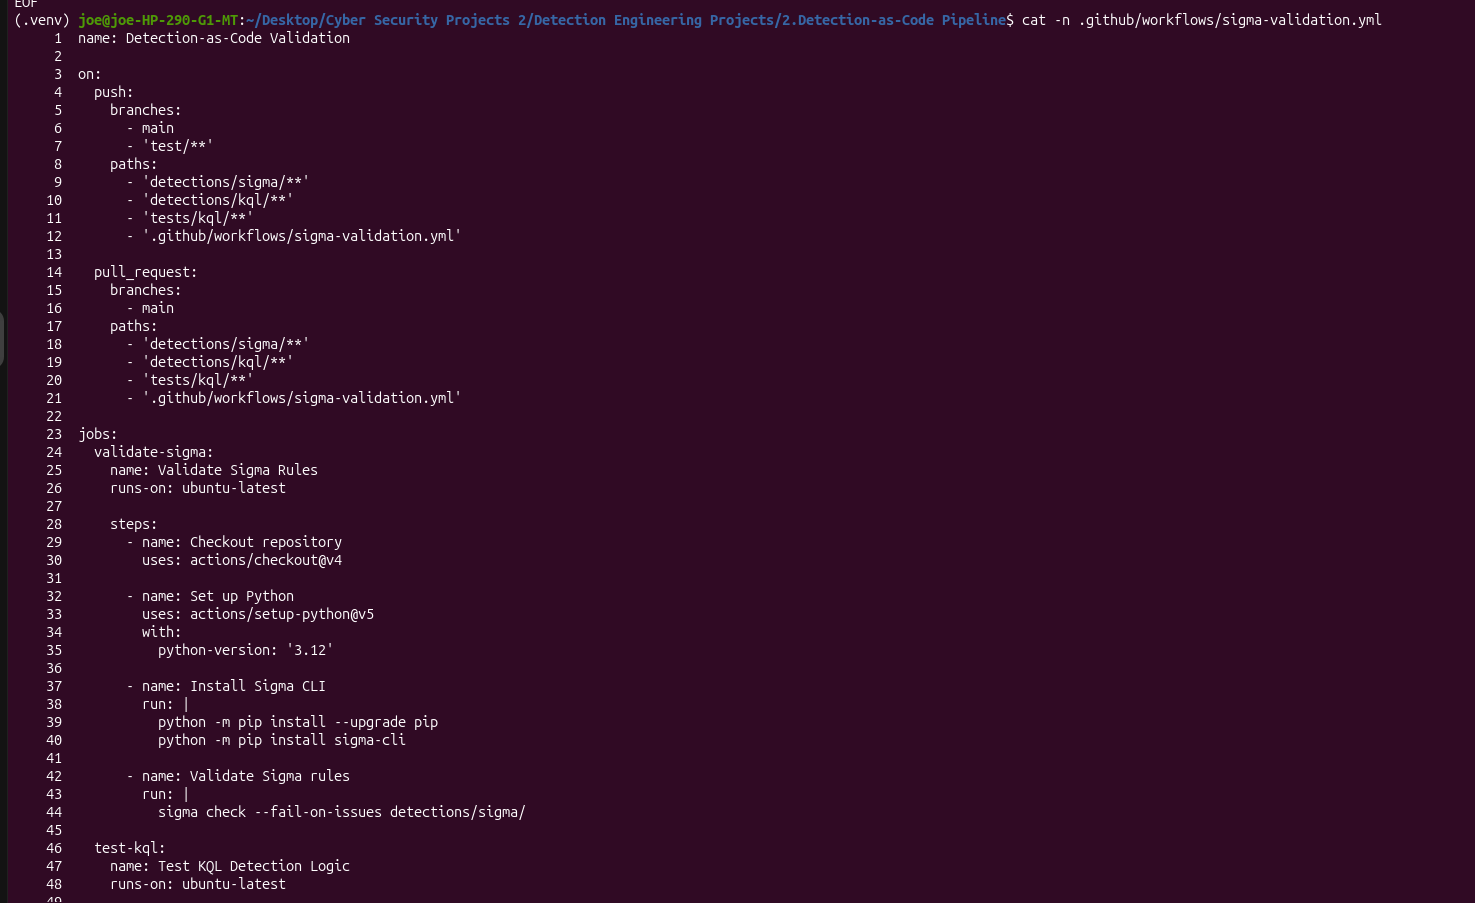 EOF
(.venv) joe@joe-HP-290-G1-MT:~/Desktop/Cyber Security Projects 2/Detection Engineering Projects/2.Detection-as-Code Pipeline$ cat -n .github/workflows/sigma-validation.yml
     1  name: Detection-as-Code Validation
     2
     3  on:
     4    push:
     5      branches:
     6        - main
     7        - 'test/**'
     8      paths:
     9        - 'detections/sigma/**'
    10        - 'detections/kql/**'
    11        - 'tests/kql/**'
    12        - '.github/workflows/sigma-validation.yml'
    13
    14    pull_request:
    15      branches:
    16        - main
    17      paths:
    18        - 'detections/sigma/**'
    19        - 'detections/kql/**'
    20        - 'tests/kql/**'
    21        - '.github/workflows/sigma-validation.yml'
    22
    23  jobs:
    24    validate-sigma:
    25      name: Validate Sigma Rules
    26      runs-on: ubuntu-latest
    27
    28      steps:
    29        - name: Checkout repository
    30          uses: actions/checkout@v4
    31
    32        - name: Set up Python
    33          uses: actions/setup-python@v5
    34          with:
    35            python-version: '3.12'
    36
    37        - name: Install Sigma CLI
    38          run: |
    39            python -m pip install --upgrade pip
    40            python -m pip install sigma-cli
    41
    42        - name: Validate Sigma rules
    43          run: |
    44            sigma check --fail-on-issues detections/sigma/
    45
    46    test-kql:
    47      name: Test KQL Detection Logic
    48      runs-on: ubuntu-latest
    49